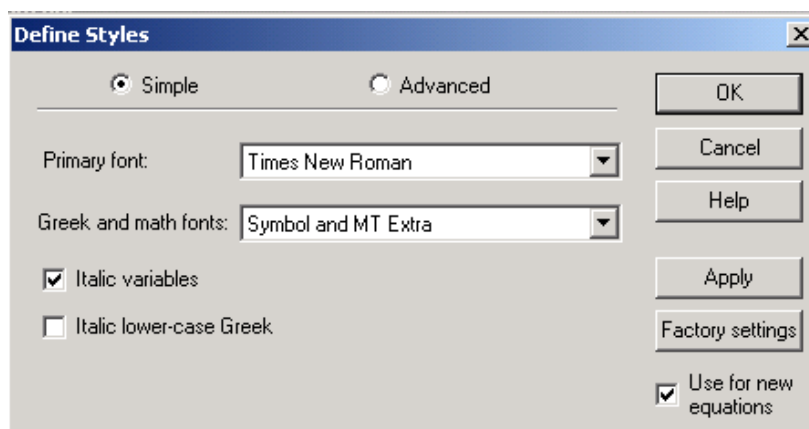 Define Styles
Simple
Advanced
OK
Primary font:
Times New Roman
Cancel
Greek and math fonts:
Symbol and MT Extra
Help
Italic variables
Apply
Italic lower-case Greek
Factory settings
Use for new
equations